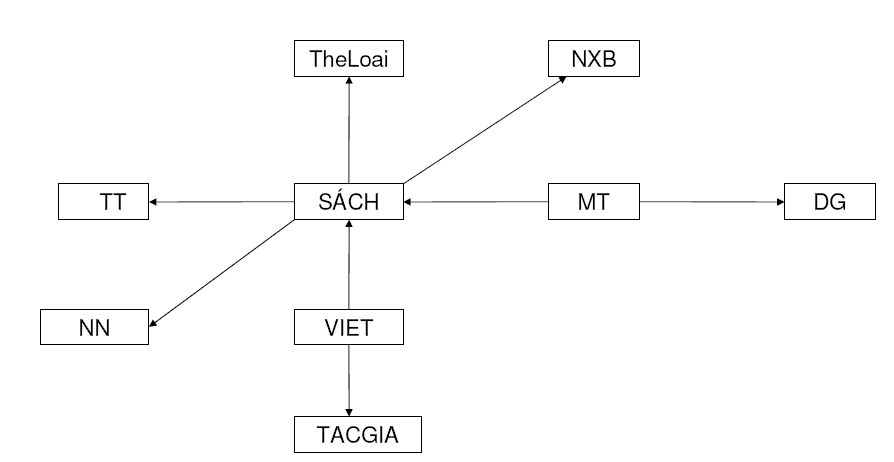 TheLoai
NXB
TT
SÁCH
MT
DG
NN
VIET
TACGIA